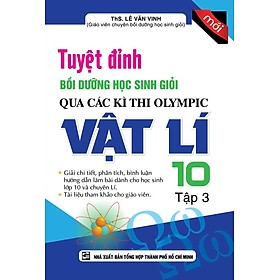 ThS. LÊ VĂN VINH
(Giáo viên chuyên bồi dưỡng học sinh giỏi)
mới
Tuyệt đỉnh
BỒI DƯỠNG HỌC SINH GIỎI
QUA CÁC KÌ THI OLYMPIC
VẬT LÍ
10
Tập 3
• Giải chi tiết, phân tích, bình luận
hướng dẫn làm bài dành cho học sinh
lớp 10 và chuyên Lí.
• Tài liệu tham khảo cho giáo viên.
Ω ω
NHÀ XUẤT BẢN TỔNG HỢP THÀNH PHỐ HỒ CHÍ MINH